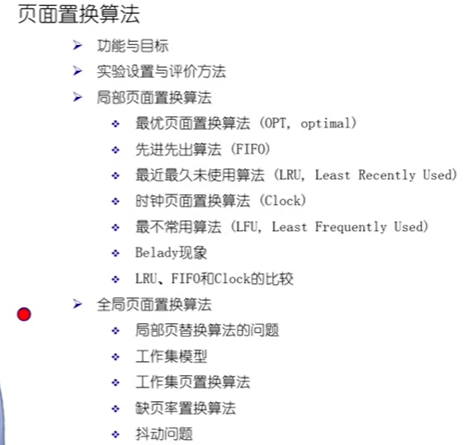 页面置换算法
功能与目标
实验设置与评价方法
局部页面置换算法
最优页面置换算法 (OPT, optimal)
先进先出算法 (FIFO)
最近最久未使用算法 (LRU, Least Recently Used)
时钟页面置换算法 (Clock)
最不常用算法 (LFU, Least Frequently Used)
Belady现象
LRU、FIFO和Clock的比较
全局页面置换算法
局部页替换算法的问题
工作集模型
工作集页置换算法
缺页率置换算法
抖动问题